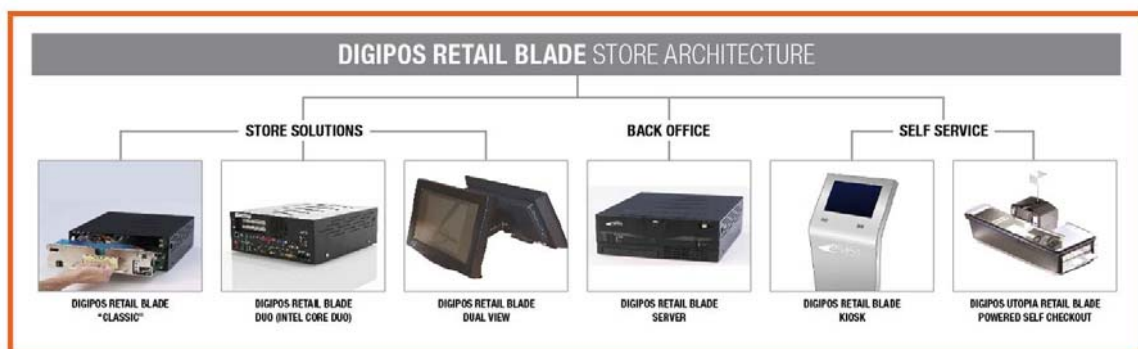 DIGIPOS RETAIL BLADE STORE ARCHITECTURE
STORE SOLUTIONS
BACK OFFICE
SELF SERVICE
DIGIPOS RETAIL BLADE
"CLASSIC"
DIGIPOS RETAIL BLADE
DUO (INTEL CORE DUO)
DIGIPOS RETAIL BLADE
DUAL VIEW
DIGIPOS RETAIL BLADE
SERVER
DIGIPOS RETAIL BLADE
KIOSK
DIGIPOS UTOPIA RETAIL BLADE
POWERED SELF CHECKOUT